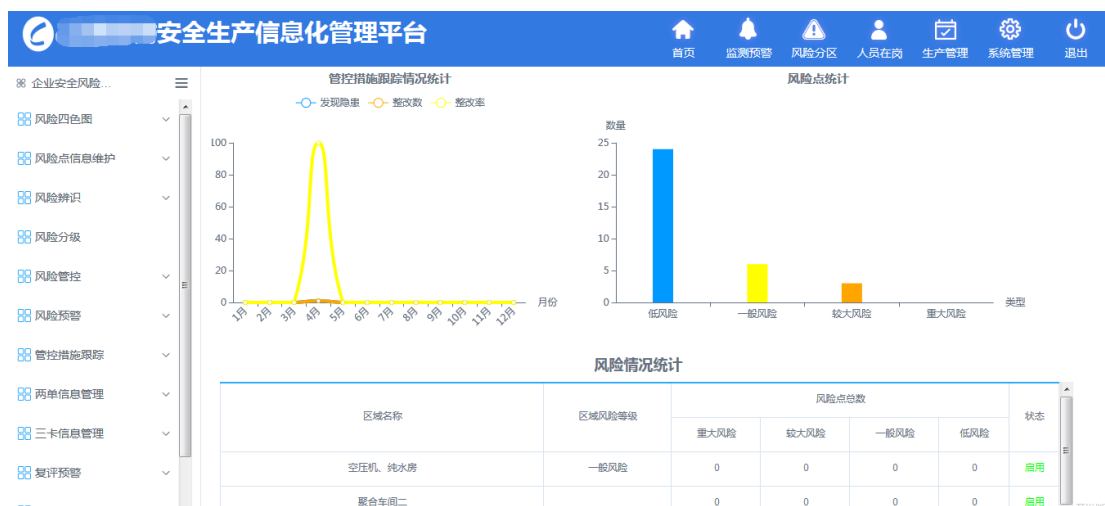 安全生产信息化管理平台
首页 监测预警 风险分区 人员在岗 生产管理 系统管理 退出
企业安全风险...
风险四色图
风险点信息维护
风险辨识
风险分级
风险管控
风险预警
管控措施跟踪
两单信息管理
三卡信息管理
复评预警
管控措施跟踪情况统计
发现隐患 整改数 整改率
100
80
60
40
20
0
月份
1月 2月 3月 4月 5月 6月 7月 8月 9月 10月 11月 12月
风险点统计
数量
25
20
15
10
5
0
类型
低风险 一般风险 较大风险 重大风险
风险情况统计
区域名称 区域风险等级 风险点总数 状态
重大风险 较大风险 一般风险 低风险
空压机、纯水房 一般风险 0 0 0 0 启用
聚合车间二 0 0 0 0 启用